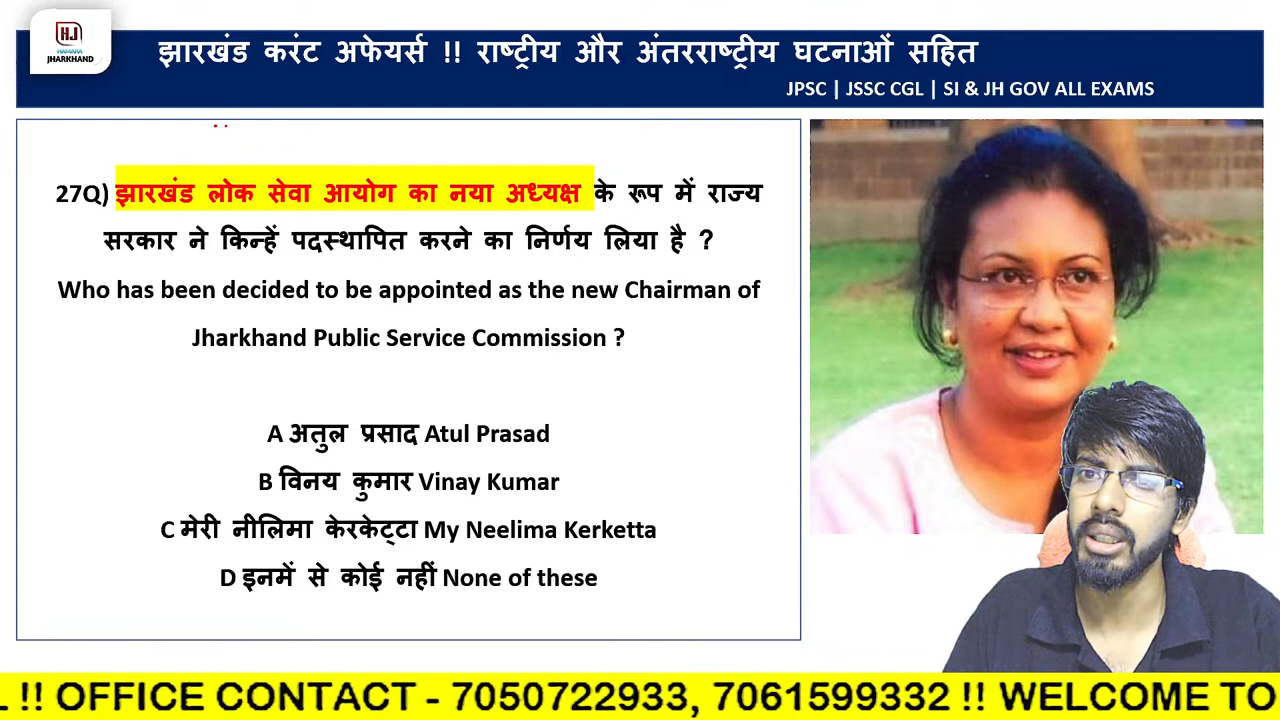 HJ
HAMARA
JHARKHAND
झारखंड करंट अफेयर्स !! राष्ट्रीय और अंतरराष्ट्रीय घटनाओं सहित
JPSC | JSSC CGL | SI & JH GOV ALL EXAMS
27Q) झारखंड लोक सेवा आयोग का नया अध्यक्ष के रूप में राज्य
सरकार ने किन्हें पदस्थापित करने का निर्णय लिया है ?
Who has been decided to be appointed as the new Chairman of
Jharkhand Public Service Commission ?
A अतुल प्रसाद Atul Prasad
B विनय कुमार Vinay Kumar
C मेरी नीलिमा केरकेट्टा My Neelima Kerketta
D इनमें से कोई नहीं None of these
!! OFFICE CONTACT - 7050722933, 7061599332 !! WELCOME TO